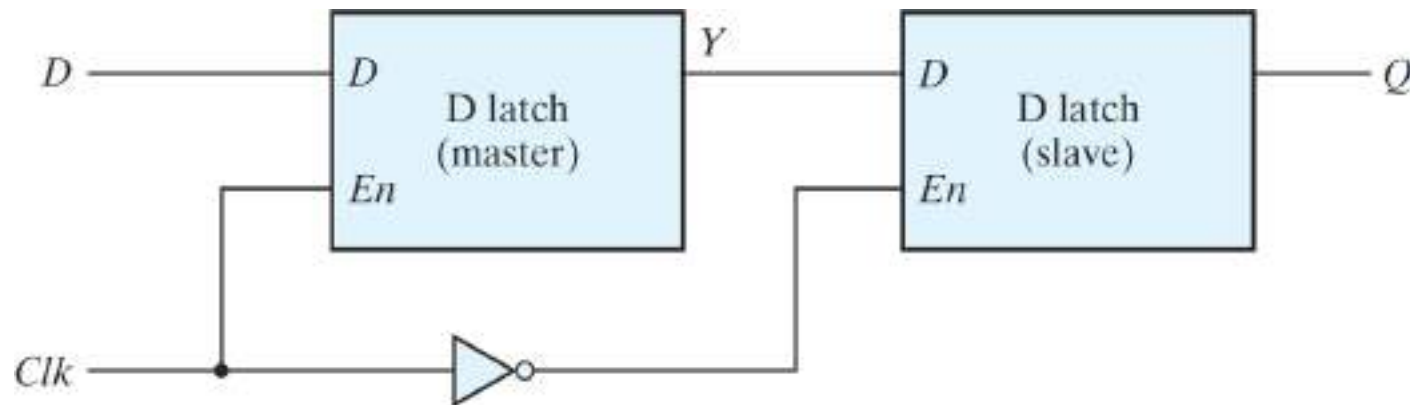 Y
D
D
D latch
(master)
En
D
D latch
(slave)
En
Q
Clk